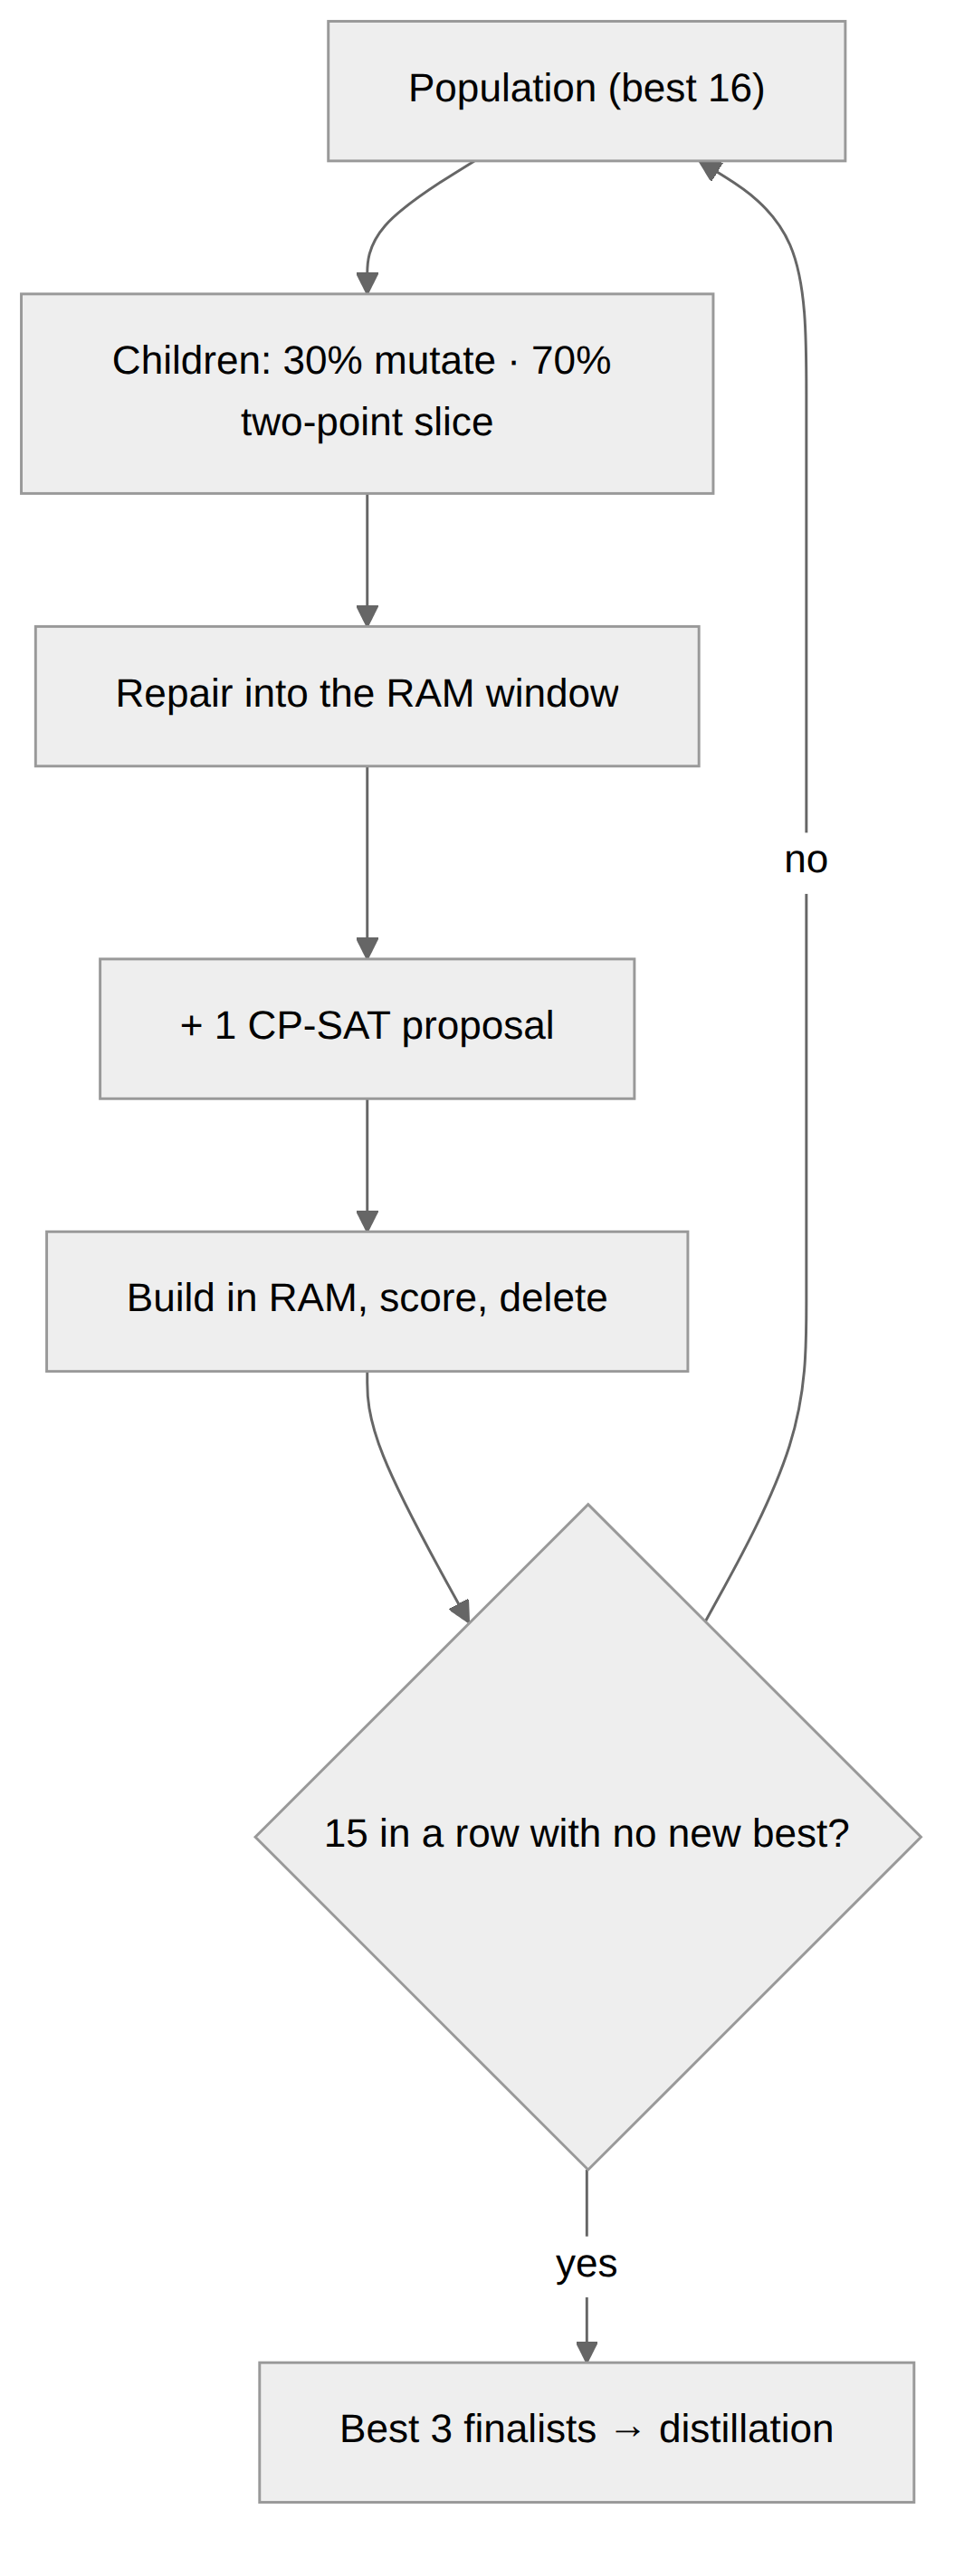 Population (best 16)
Children: 30% mutate · 70%
two-point slice
Repair into the RAM window
no
+ 1 CP-SAT proposal
Build in RAM, score, delete
15 in a row with no new best?
yes
Best 3 finalists → distillation